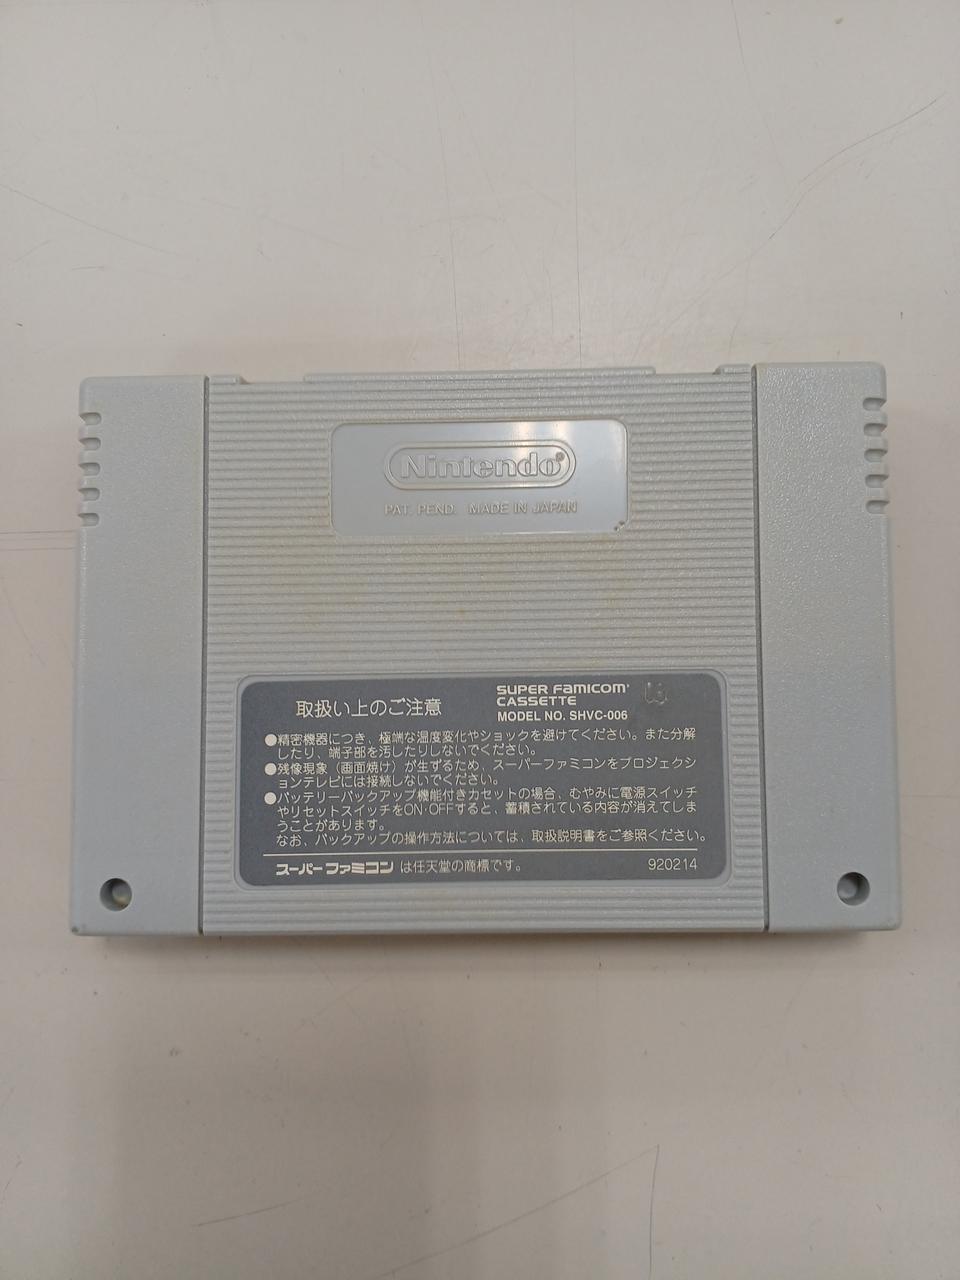 Nintendo®
PAT. PEND. MADE IN JAPAN
取扱い上のご注意
SUPER FAMICOM
CASSETTE
MODEL NO. SHVC-006
●精密機器につき、極端な温度変化やショックを避けてください。また分解
したり、端子部を汚したりしないでください。
●残像現象（画面焼け）が生ずるため、スーパーファミコンをプロジェクシ
ョンテレビには接続しないでください。
●バッテリーバックアップ機能付きカセットの場合、むやみに電源スイッチ
やリセットスイッチをON・OFFすると、蓄積されている内容が消えてしま
うことがあります。
なお、バックアップの操作方法については、取扱説明書をご参照ください。
スーパーファミコンは任天堂の商標です。
920214